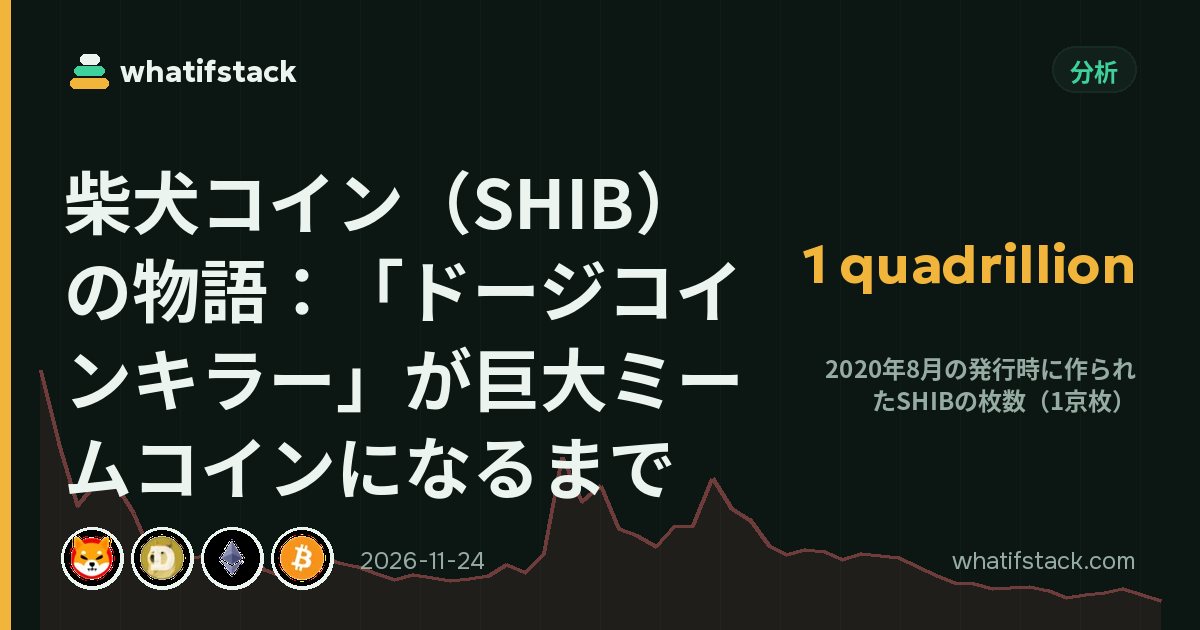 whatifstack
分析
柴犬コイン（SHIB）
の物語：「ドージコイ
ンキラー」が巨大ミー
ムコインになるまで
1 quadrillion
2020年8月の発行時に作られ
たSHIBの枚数（1京枚）
2026-11-24
whatifstack.com